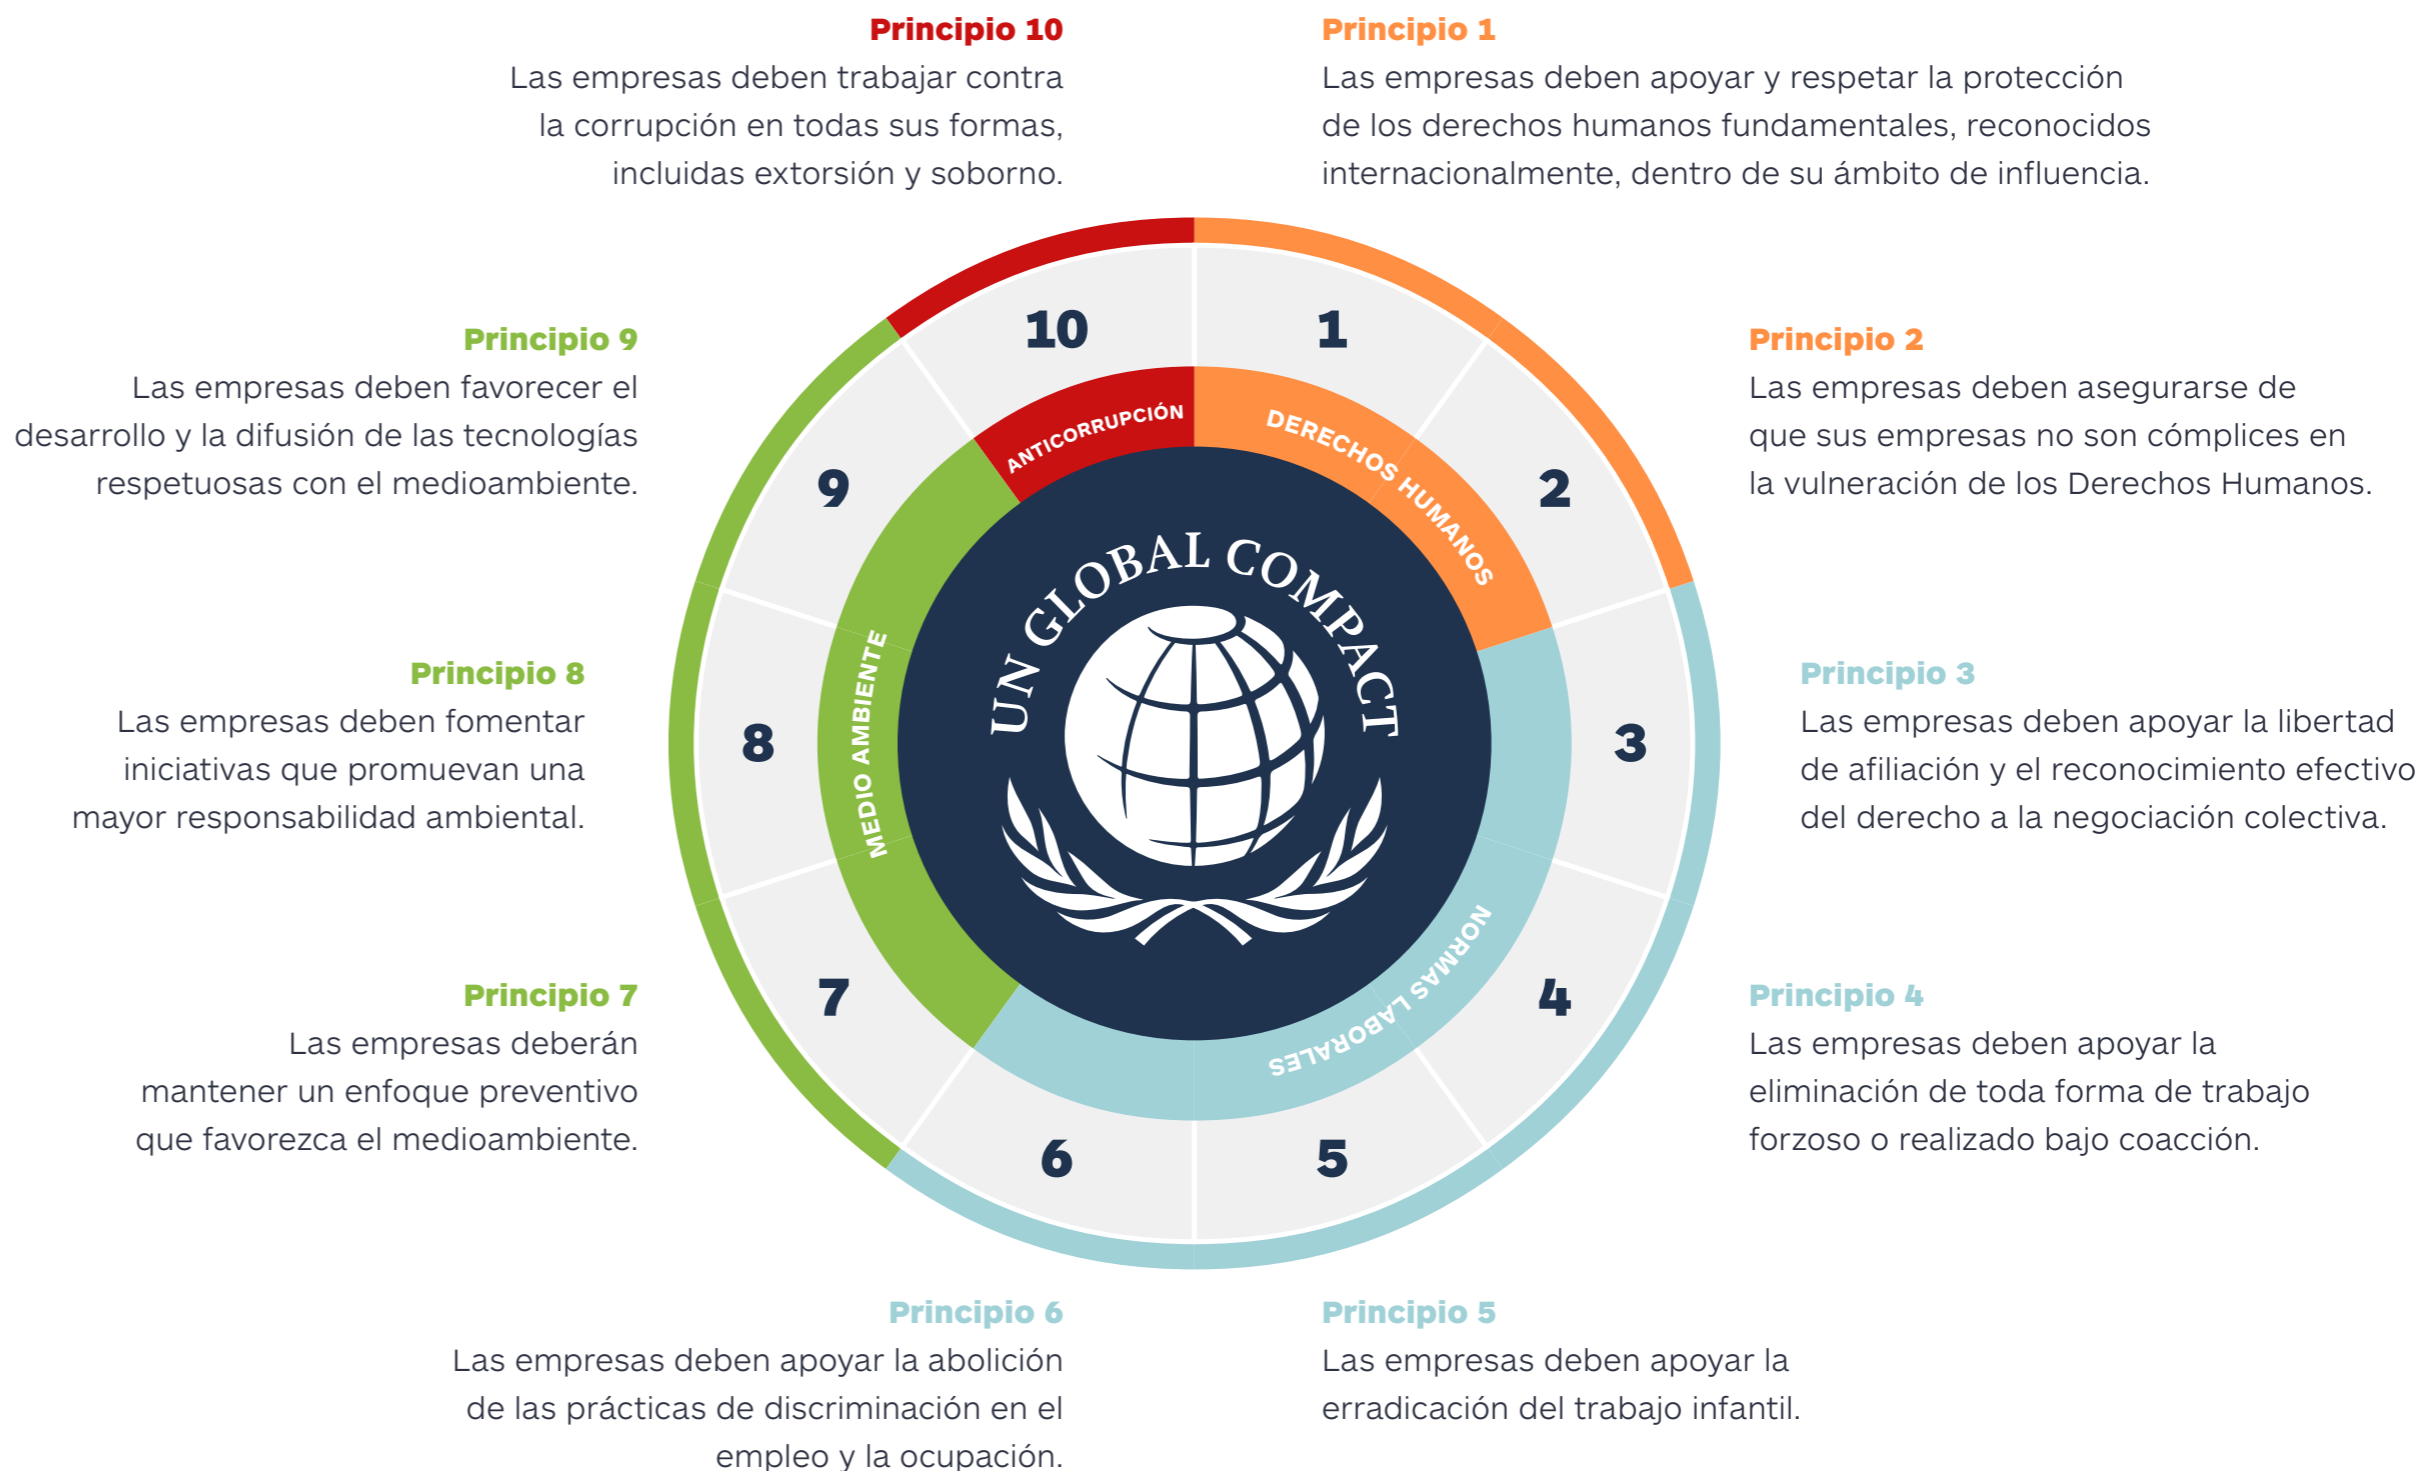 Principio 10
Las empresas deben trabajar contra
la corrupción en todas sus formas,
incluidas extorsión y soborno.
Principio 1
Las empresas deben apoyar y respetar la protección
de los derechos humanos fundamentales, reconocidos
internacionalmente, dentro de su ámbito de influencia.
Principio 9
Las empresas deben favorecer el
desarrollo y la difusión de las tecnologías
respetuosas con el medioambiente.
Principio 2
Las empresas deben asegurarse de
que sus empresas no son cómplices en
la vulneración de los Derechos Humanos.
Principio 8
Las empresas deben fomentar
iniciativas que promuevan una
mayor responsabilidad ambiental.
Principio 3
Las empresas deben apoyar la libertad
de afiliación y el reconocimiento efectivo
del derecho a la negociación colectiva.
Principio 7
Las empresas deberán
mantener un enfoque preventivo
que favorezca el medioambiente.
Principio 4
Las empresas deben apoyar la
eliminación de toda forma de trabajo
forzoso o realizado bajo coacción.
Principio 6
Las empresas deben apoyar la abolición
de las prácticas de discriminación en el
empleo y la ocupación.
Principio 5
Las empresas deben apoyar la
erradicación del trabajo infantil.
10
1
9
2
8
3
7
4
6
5
ANTICORRUPCIÓN
DERECHOS HUMANOS
MEDIO AMBIENTE
NORMAS LABORALES
UN GLOBAL COMPACT